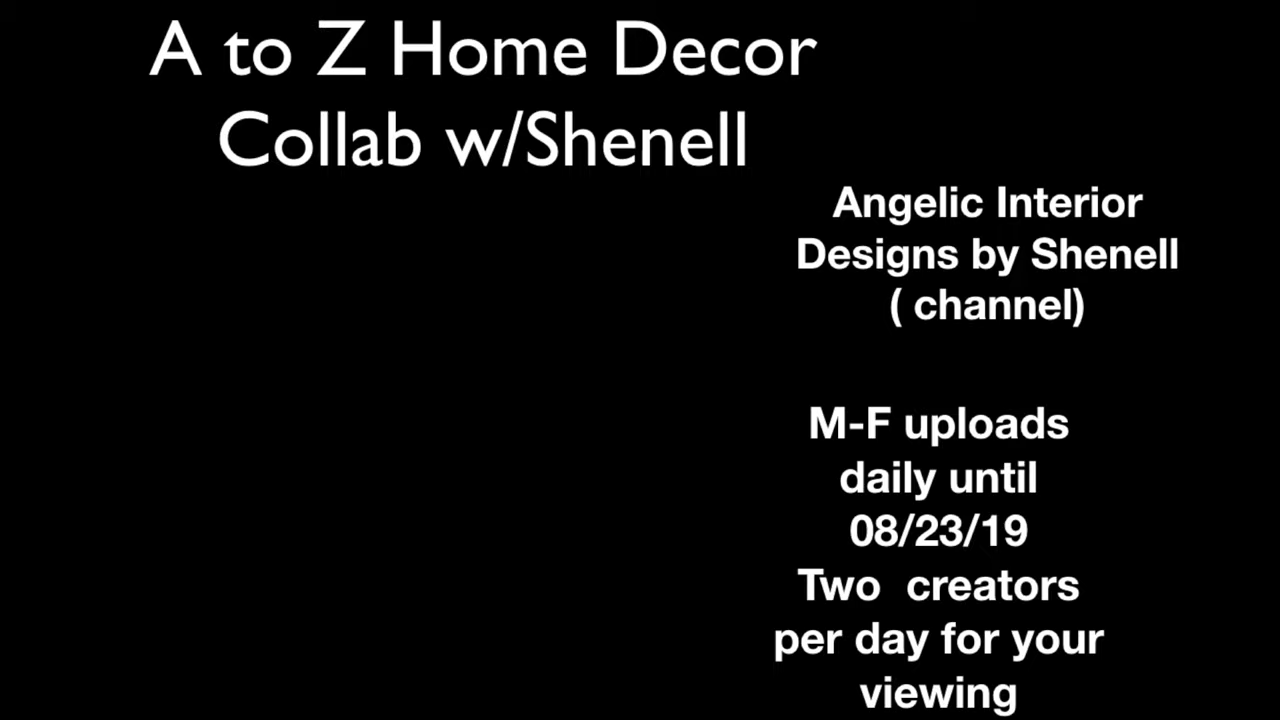 A to Z Home Decor
Collab w/Shenell
Angelic Interior
Designs by Shenell
( channel)
M-F uploads
daily until
08/23/19
Two  creators
per day for your
viewing